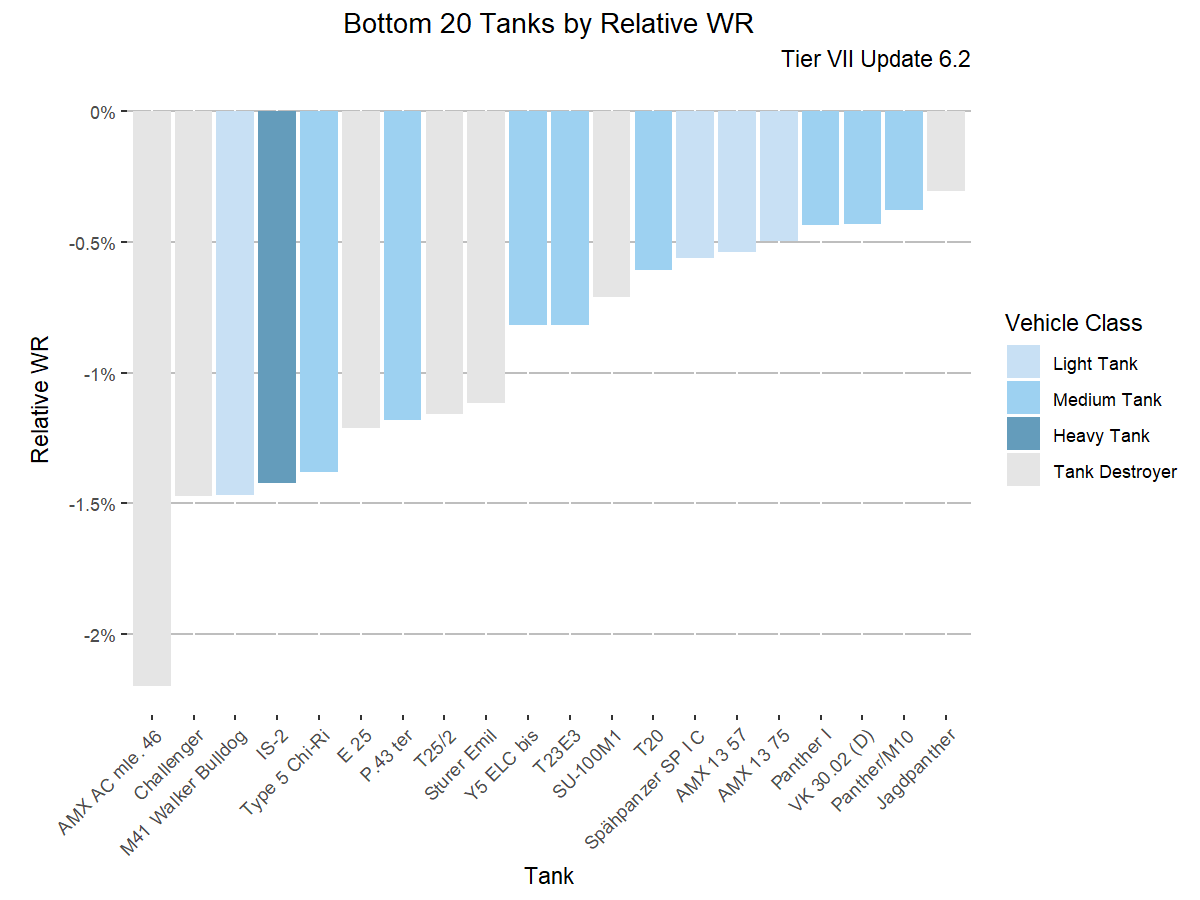 Bottom 20 Tanks by Relative WR
Tier VII Update 6.2
0%
-0.5%
-1%
-1.5%
-2%
Relative WR
AMX AC mle. 46
Challenger
M41 Walker Bulldog
IS-2
Type 5 Chi-Ri
E 25
P.43 ter
T25/2
Sturer Emil
Y5 ELC bis
T23E3
SU-100M1
T20
Spähpanzer SP I C
AMX 13 57
AMX 13 75
Panther I
VK 30.02 (D)
Panther/M10
Jagdpanther
Tank
Vehicle Class
Light Tank
Medium Tank
Heavy Tank
Tank Destroyer